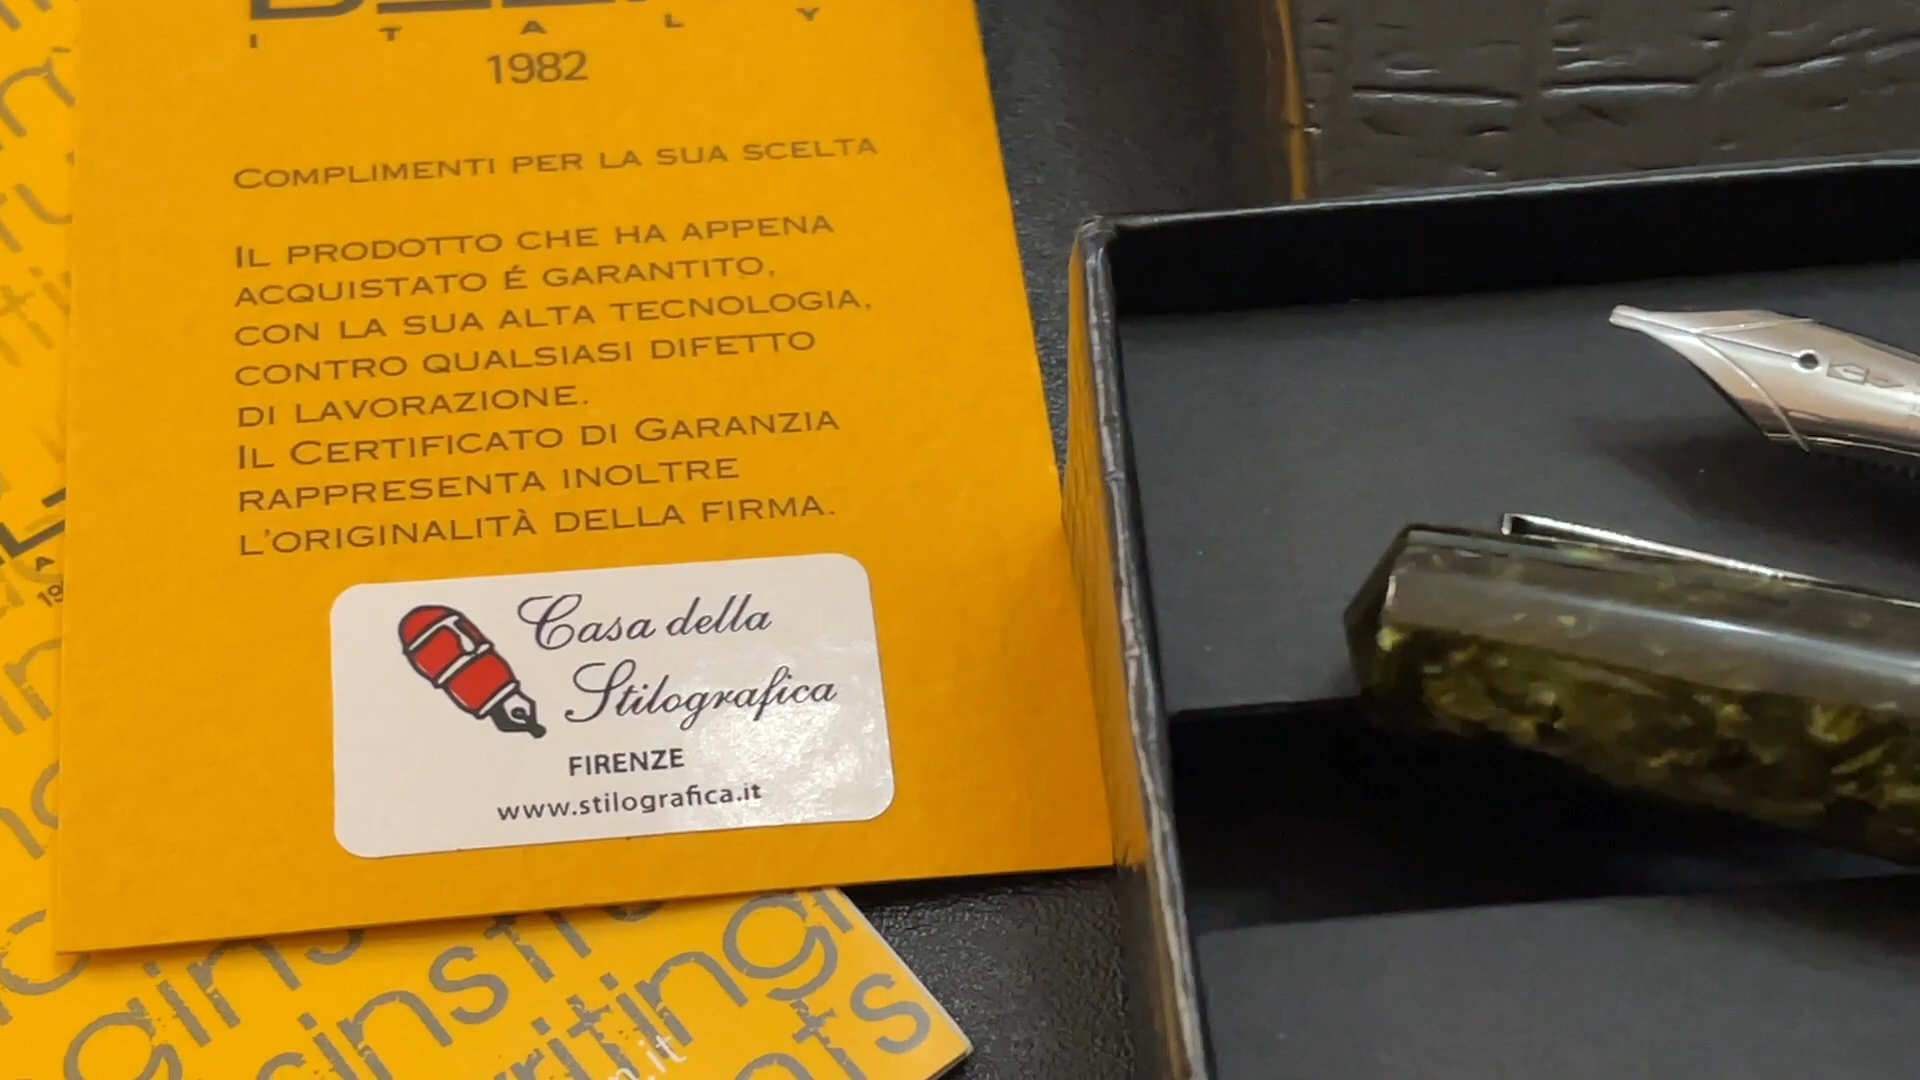 ITALY
1982
COMPLIMENTI PER LA SUA SCELTA
IL PRODOTTO CHE HA APPENA
ACQUISTATO É GARANTITO,
CON LA SUA ALTA TECNOLOGIA,
CONTRO QUALSIASI DIFETTO
DI LAVORAZIONE.
IL CERTIFICATO DI GARANZIA
RAPPRESENTA INOLTRE
L'ORIGINALITÀ DELLA FIRMA.
Casa della
Stilografica
FIRENZE
www.stilografica.it
writing